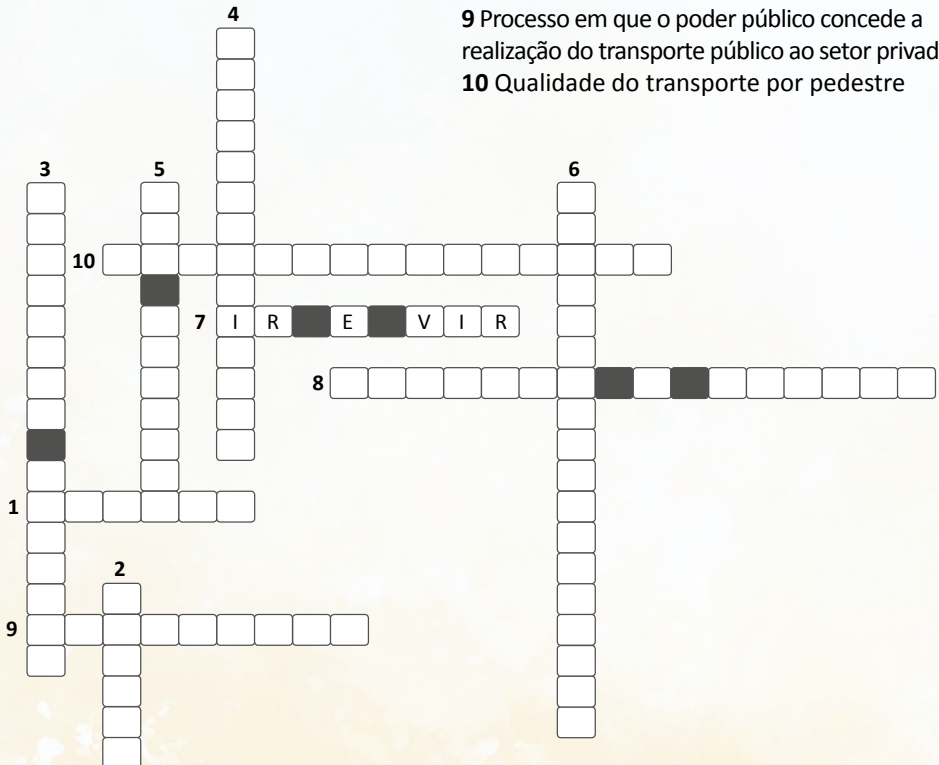 4
9 Processo em que o poder público concede a
realização do transporte público ao setor privad
10 Qualidade do transporte por pedestre
3
5
6
10
7 I R E V I R
8
1
2
9